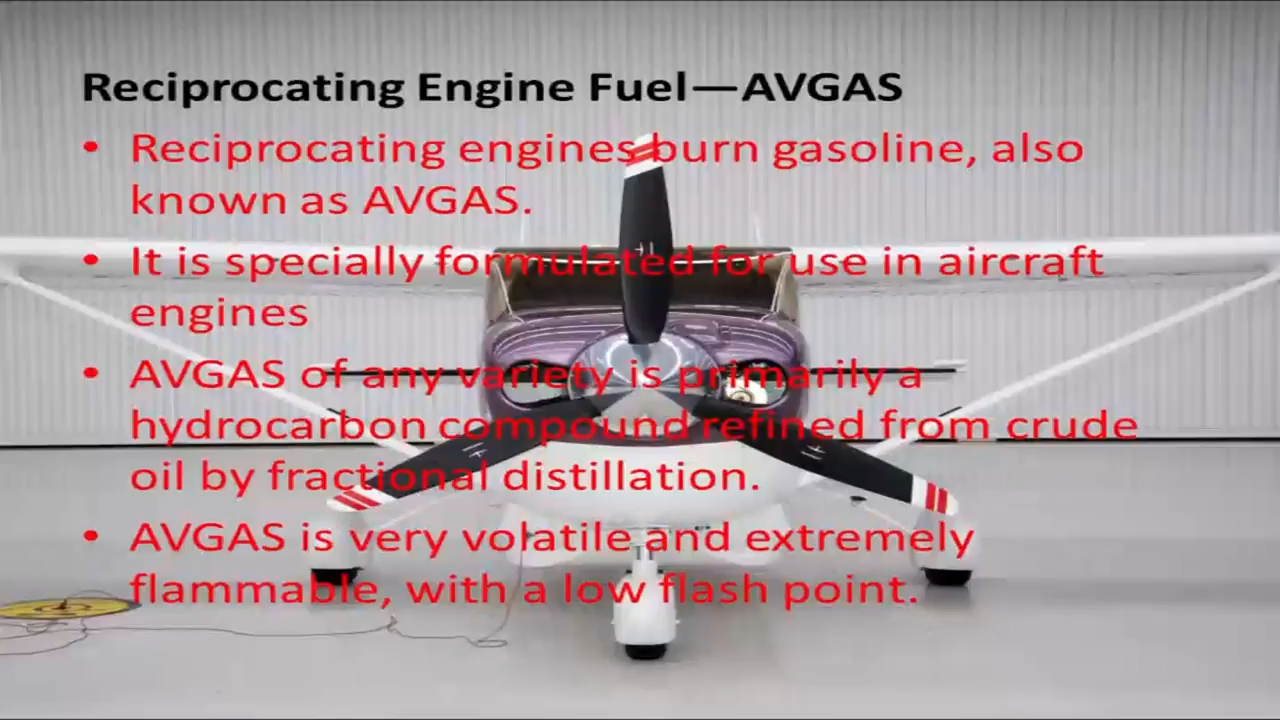 Reciprocating Engine Fuel—AVGAS
• Reciprocating engines burn gasoline, also
known as AVGAS.
• It is specially formulated for use in aircraft
engines
• AVGAS of any variety is primarily a
hydrocarbon compound refined from crude
oil by fractional distillation.
• AVGAS is very volatile and extremely
flammable, with a low flash point.